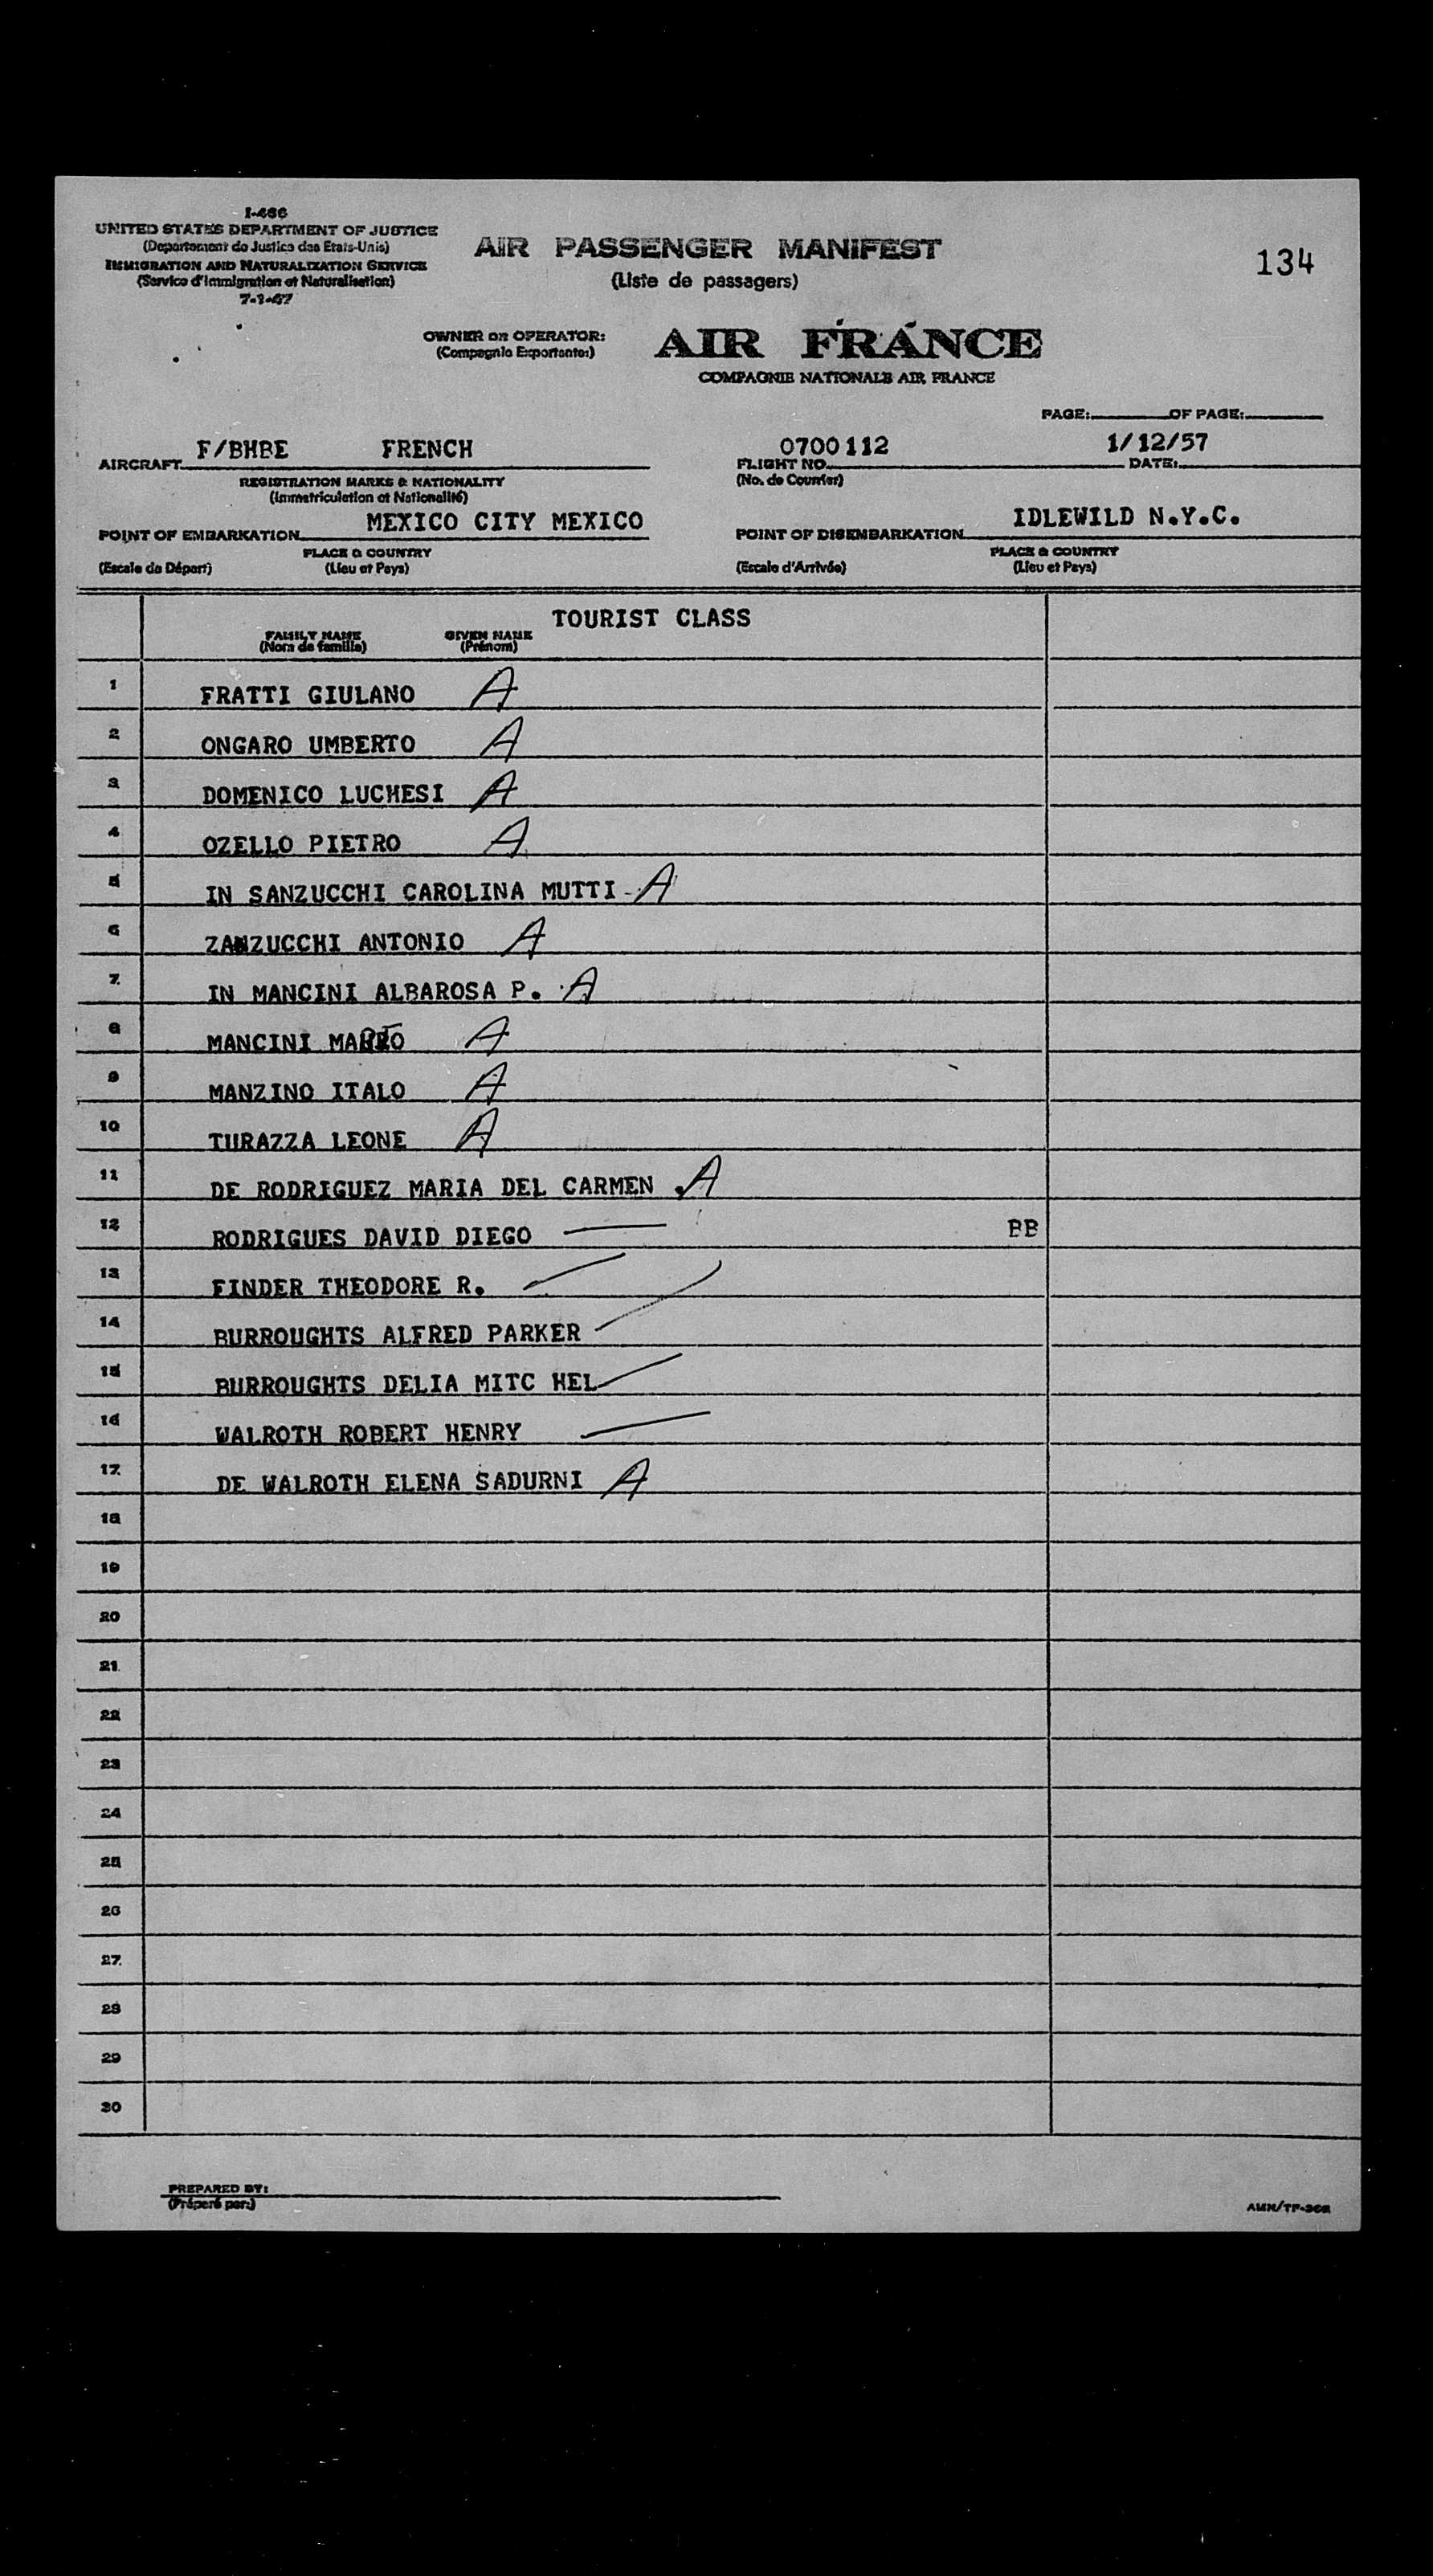 I-466
UNITED STATES DEPARTMENT OF JUSTICE
(Departement de Justice des Etats-Unis)
IMMIGRATION AND NATURALIZATION SERVICE
(Service d'Immigration et Naturalisation)
7-1-47
AIR PASSENGER MANIFEST
(Liste de passagers)
134
OWNER OR OPERATOR:
(Compagnie Exportante:)
AIR FRANCE
COMPAGNIE NATIONALE AIR FRANCE
PAGE: OF PAGE:
AIRCRAFT F/BHBE FRENCH
REGISTRATION MARKS & NATIONALITY
(Immatriculation et Nationalité)
FLIGHT NO. 0700112 DATE: 1/12/57
(No. de Courrier)
POINT OF EMBARKATION MEXICO CITY MEXICO
PLACE & COUNTRY
(Escale de Départ) (Lieu et Pays)
POINT OF DISEMBARKATION IDLEWILD N.Y.C.
PLACE & COUNTRY
(Escale d'Arrivée) (Lieu et Pays)
TOURIST CLASS
FAMILY NAME GIVEN NAME
(Nom de famille) (Prénom)
1 FRATTI GIULANO A
2 ONGARO UMBERTO A
3 DOMENICO LUCHESI A
4 OZELLO PIETRO A
5 IN SANZUCCHI CAROLINA MUTTI - A
6 ZANZUCCHI ANTONIO A
7 IN MANCINI ALBAROSA P. A
8 MANCINI A
9 MANZINO ITALO A
10 TURAZZA LEONE A
11 DE RODRIGUEZ MARIA DEL CARMEN A
12 RODRIGUES DAVID DIEGO BB
13 FINDER THEODORE R.
14 BURROUGHTS ALFRED PARKER
15 BURROUGHTS DELIA MITC HEL
16 WALROTH ROBERT HENRY
17 DE WALROTH ELENA SADURNI A
18
19
20
21
22
23
24
25
26
27
28
29
30
PREPARED BY:
(Préparé par:)